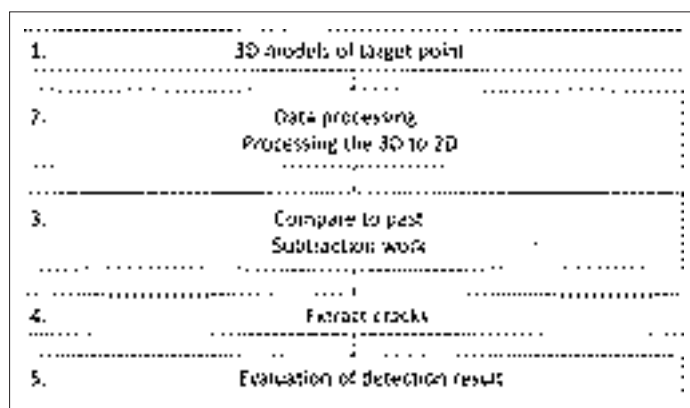 1. 3D models of target point
2. Data processing
Processing the 3D to 2D
3. Compare to past
Subtraction work
4. Extract cracks
5. Evaluation of detection result